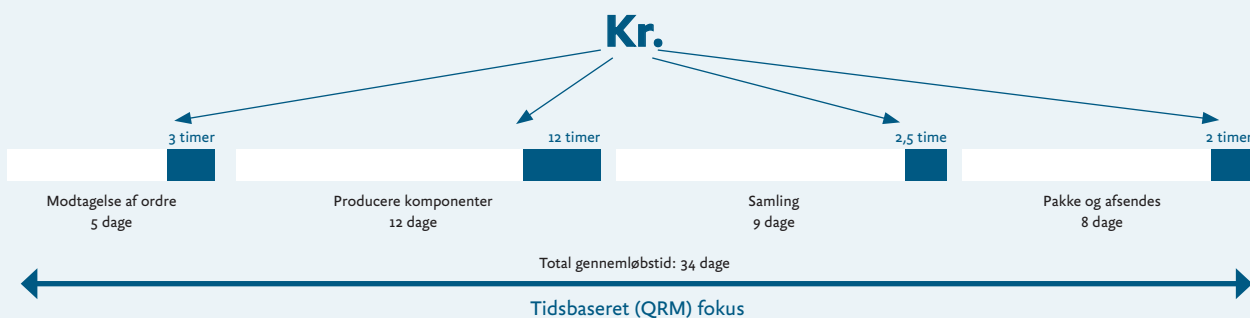 Kr.
3 timer
12 timer
2,5 time
2 timer
Modtagelse af ordre
5 dage
Producere komponenter
12 dage
Samling
9 dage
Pakke og afsendes
8 dage
Total gennemløbstid: 34 dage
Tidsbaseret (QRM) fokus